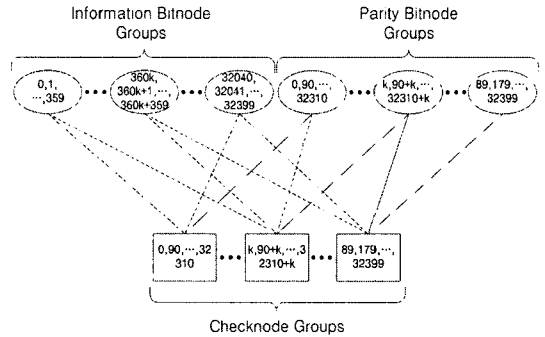 Information Bitnode
Groups
Parity Bitnode
Groups
0,1,
···,359
360k,
360k+1,···,
360k+359
32040,
32041,···,
32399
0,90,···,
32310
k,90+k,···,
32310+k
89,179,···,
32399
0,90,···,32
310
k,90+k,···,3
2310+k
89,179,···,
32399
Checknode Groups